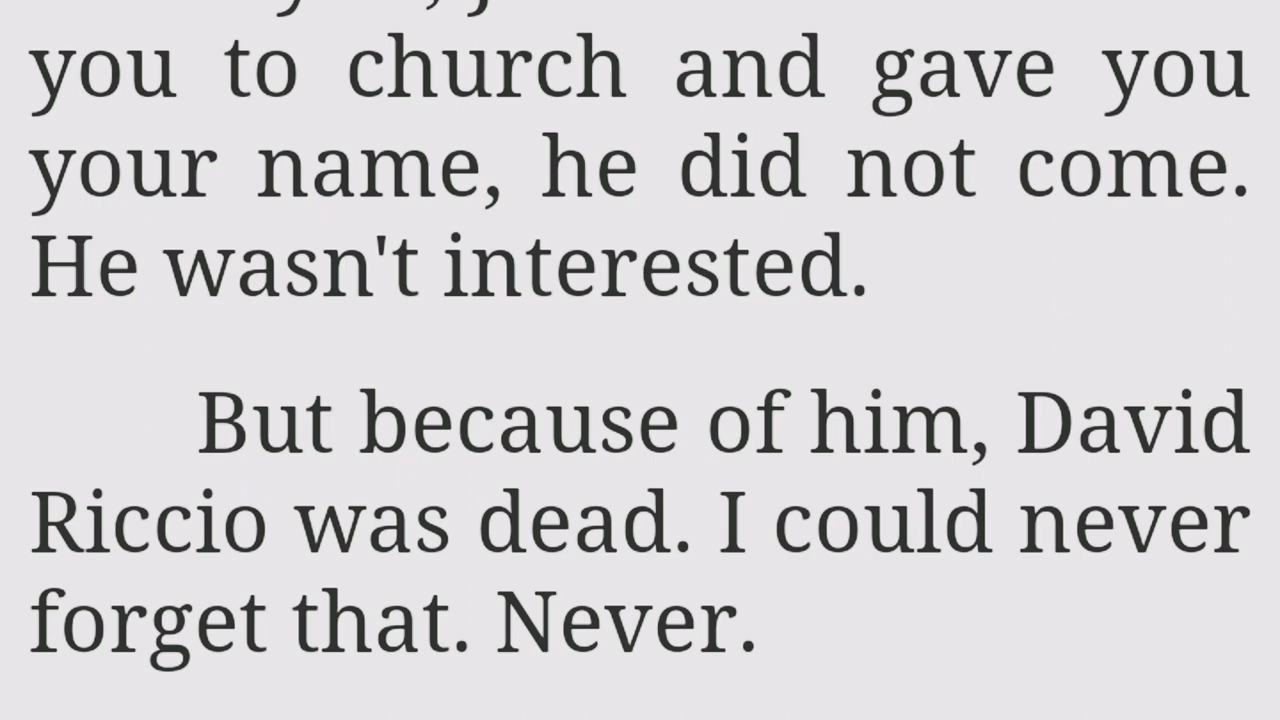 you to church and gave you
your name, he did not come.
He wasn't interested.
But because of him, David
Riccio was dead. I could never
forget that. Never.